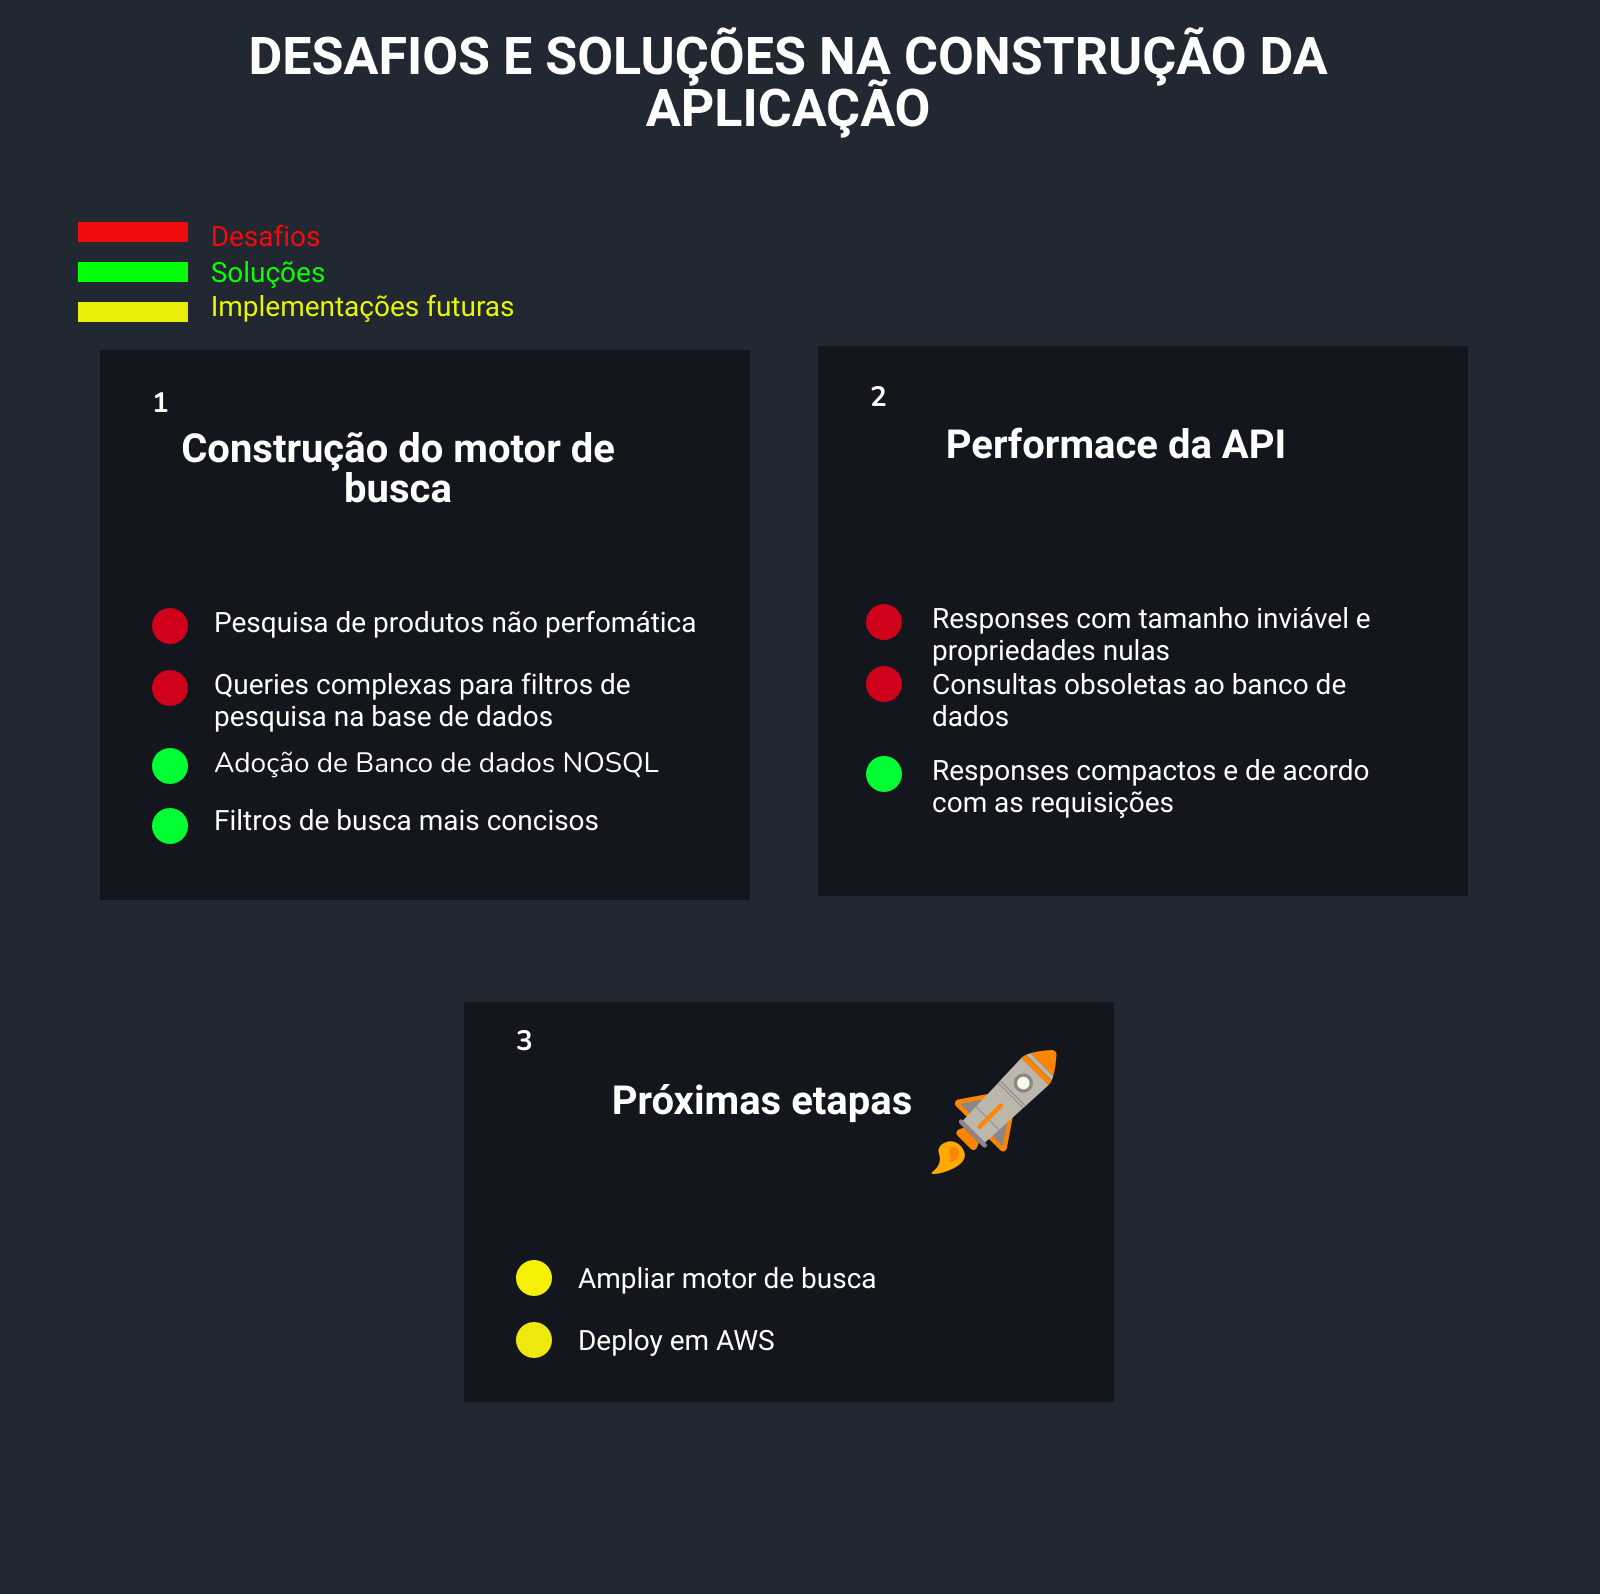 DESAFIOS E SOLUÇÕES NA CONSTRUÇÃO DA
APLICAÇÃO
Desafios
Soluções
Implementações futuras
1
Construção do motor de
busca
Pesquisa de produtos não perfomática
Queries complexas para filtros de
pesquisa na base de dados
Adoção de Banco de dados NOSQL
Filtros de busca mais concisos
2
Performace da API
Responses com tamanho inviável e
propriedades nulas
Consultas obsoletas ao banco de
dados
Responses compactos e de acordo
com as requisições
3
Próximas etapas
Ampliar motor de busca
Deploy em AWS